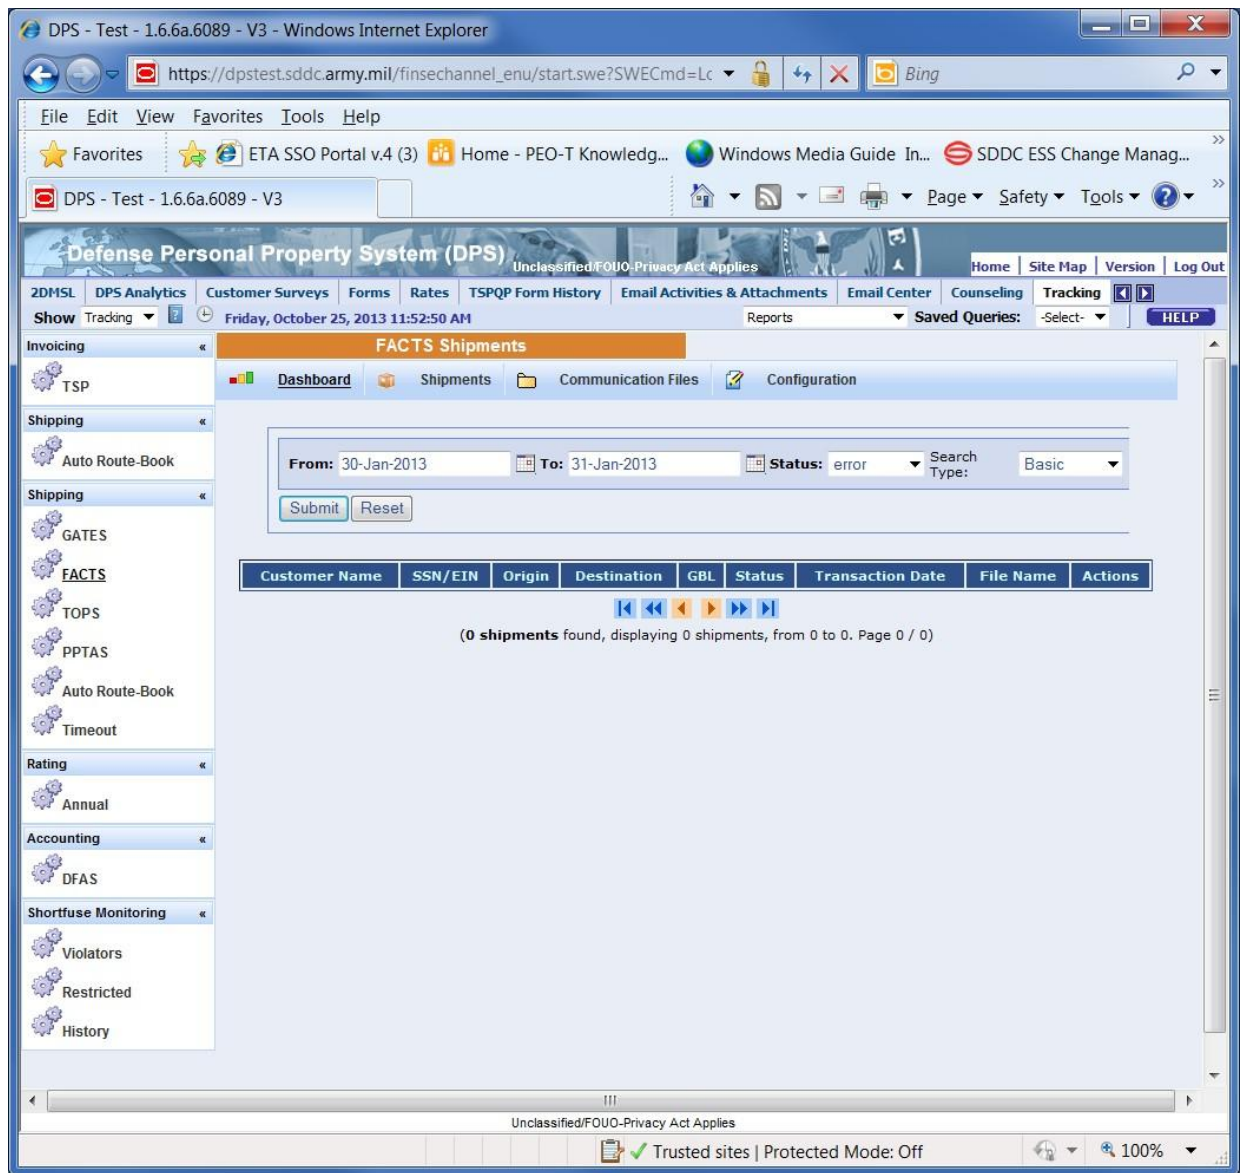 DPS - Test - 1.6.6a.6089 - V3 - Windows Internet Explorer
https://dpstest.sddc.army.mil/finsechannel_enu/start.swe?SWECmd=Lc
Bing
File Edit View Favorites Tools Help
Favorites ETA SSO Portal v.4 (3) Home - PEO-T Knowledg... Windows Media Guide In... SDDC ESS Change Manag...
DPS - Test - 1.6.6a.6089 - V3 Page Safety Tools
Defense Personal Property System (DPS) Unclassified/FOUO-Privacy Act Applies
Home | Site Map | Version | Log Out
2DMSL DPS Analytics Customer Surveys Forms Rates TSPQP Form History Email Activities & Attachments Email Center Counseling Tracking
Show Tracking Friday, October 25, 2013 11:52:50 AM Reports Saved Queries: -Select- HELP
Invoicing «
TSP
Shipping «
Auto Route-Book
Shipping «
GATES
FACTS
TOPS
PPTAS
Auto Route-Book
Timeout
Rating «
Annual
Accounting «
DFAS
Shortfuse Monitoring «
Violators
Restricted
History
FACTS Shipments
Dashboard Shipments Communication Files Configuration
From: 30-Jan-2013 To: 31-Jan-2013 Status: error Search Type: Basic
Submit Reset
Customer Name SSN/EIN Origin Destination GBL Status Transaction Date File Name Actions
(0 shipments found, displaying 0 shipments, from 0 to 0. Page 0 / 0)
Unclassified/FOUO-Privacy Act Applies
Trusted sites | Protected Mode: Off 100%